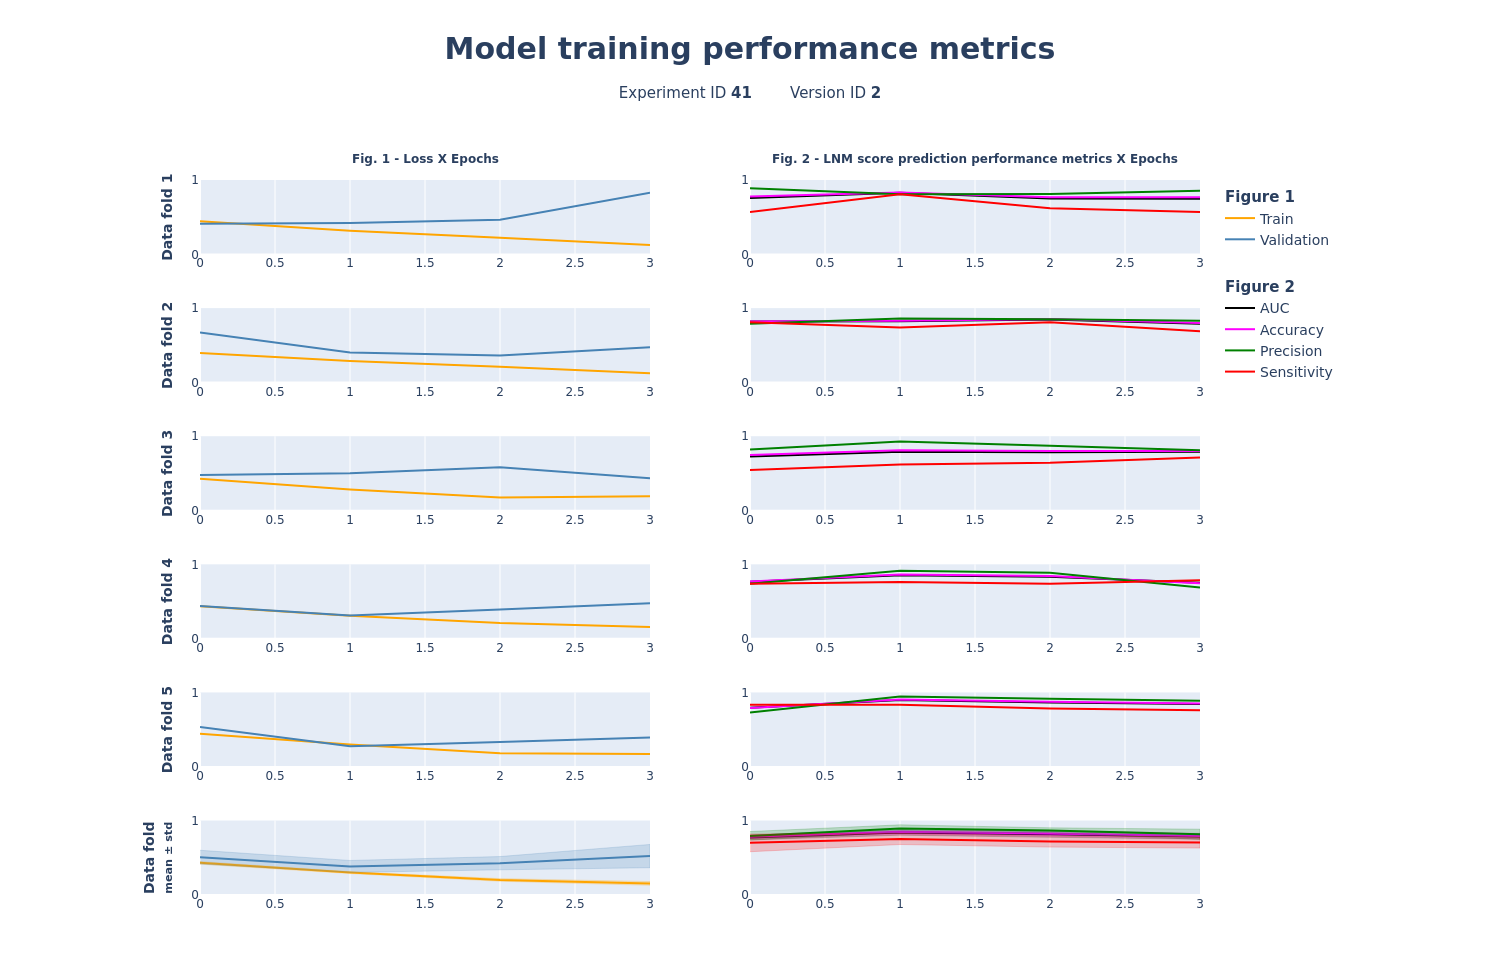 Model training performance metrics
Experiment ID 41 Version ID 2
Fig. 1 - Loss X Epochs
Fig. 2 - LNM score prediction performance metrics X Epochs
Data fold 1
1
0
0 0.5 1 1.5 2 2.5 3
1
0
0 0.5 1 1.5 2 2.5 3
Figure 1
Train
Validation
Figure 2
AUC
Accuracy
Precision
Sensitivity
Data fold 2
1
0
0 0.5 1 1.5 2 2.5 3
1
0
0 0.5 1 1.5 2 2.5 3
Data fold 3
1
0
0 0.5 1 1.5 2 2.5 3
1
0
0 0.5 1 1.5 2 2.5 3
Data fold 4
1
0
0 0.5 1 1.5 2 2.5 3
1
0
0 0.5 1 1.5 2 2.5 3
Data fold 5
1
0
0 0.5 1 1.5 2 2.5 3
1
0
0 0.5 1 1.5 2 2.5 3
Data fold
mean ± std
1
0
0 0.5 1 1.5 2 2.5 3
1
0
0 0.5 1 1.5 2 2.5 3